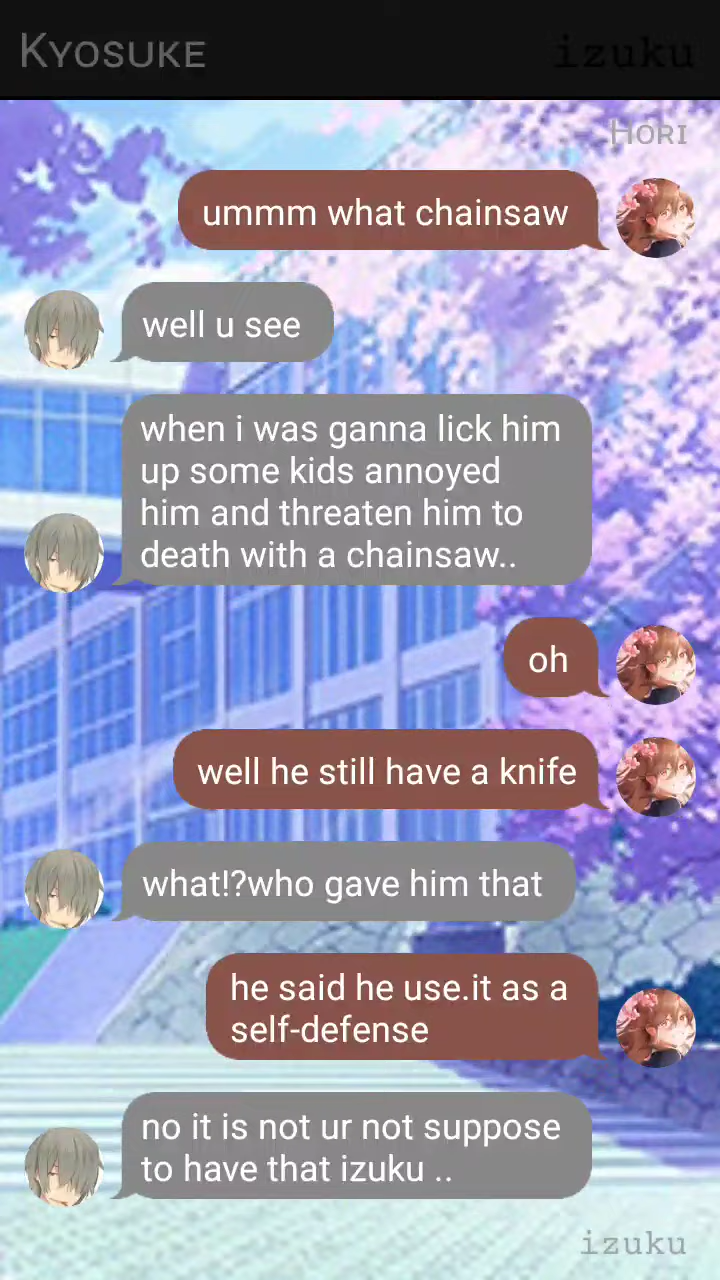 Kyosuke
izuku
Hori
ummm what chainsaw
well u see
when i was ganna lick him
up some kids annoyed
him and threaten him to
death with a chainsaw..
oh
well he still have a knife
what!?who gave him that
he said he use.it as a
self-defense
no it is not ur not suppose
to have that izuku ..
izuku